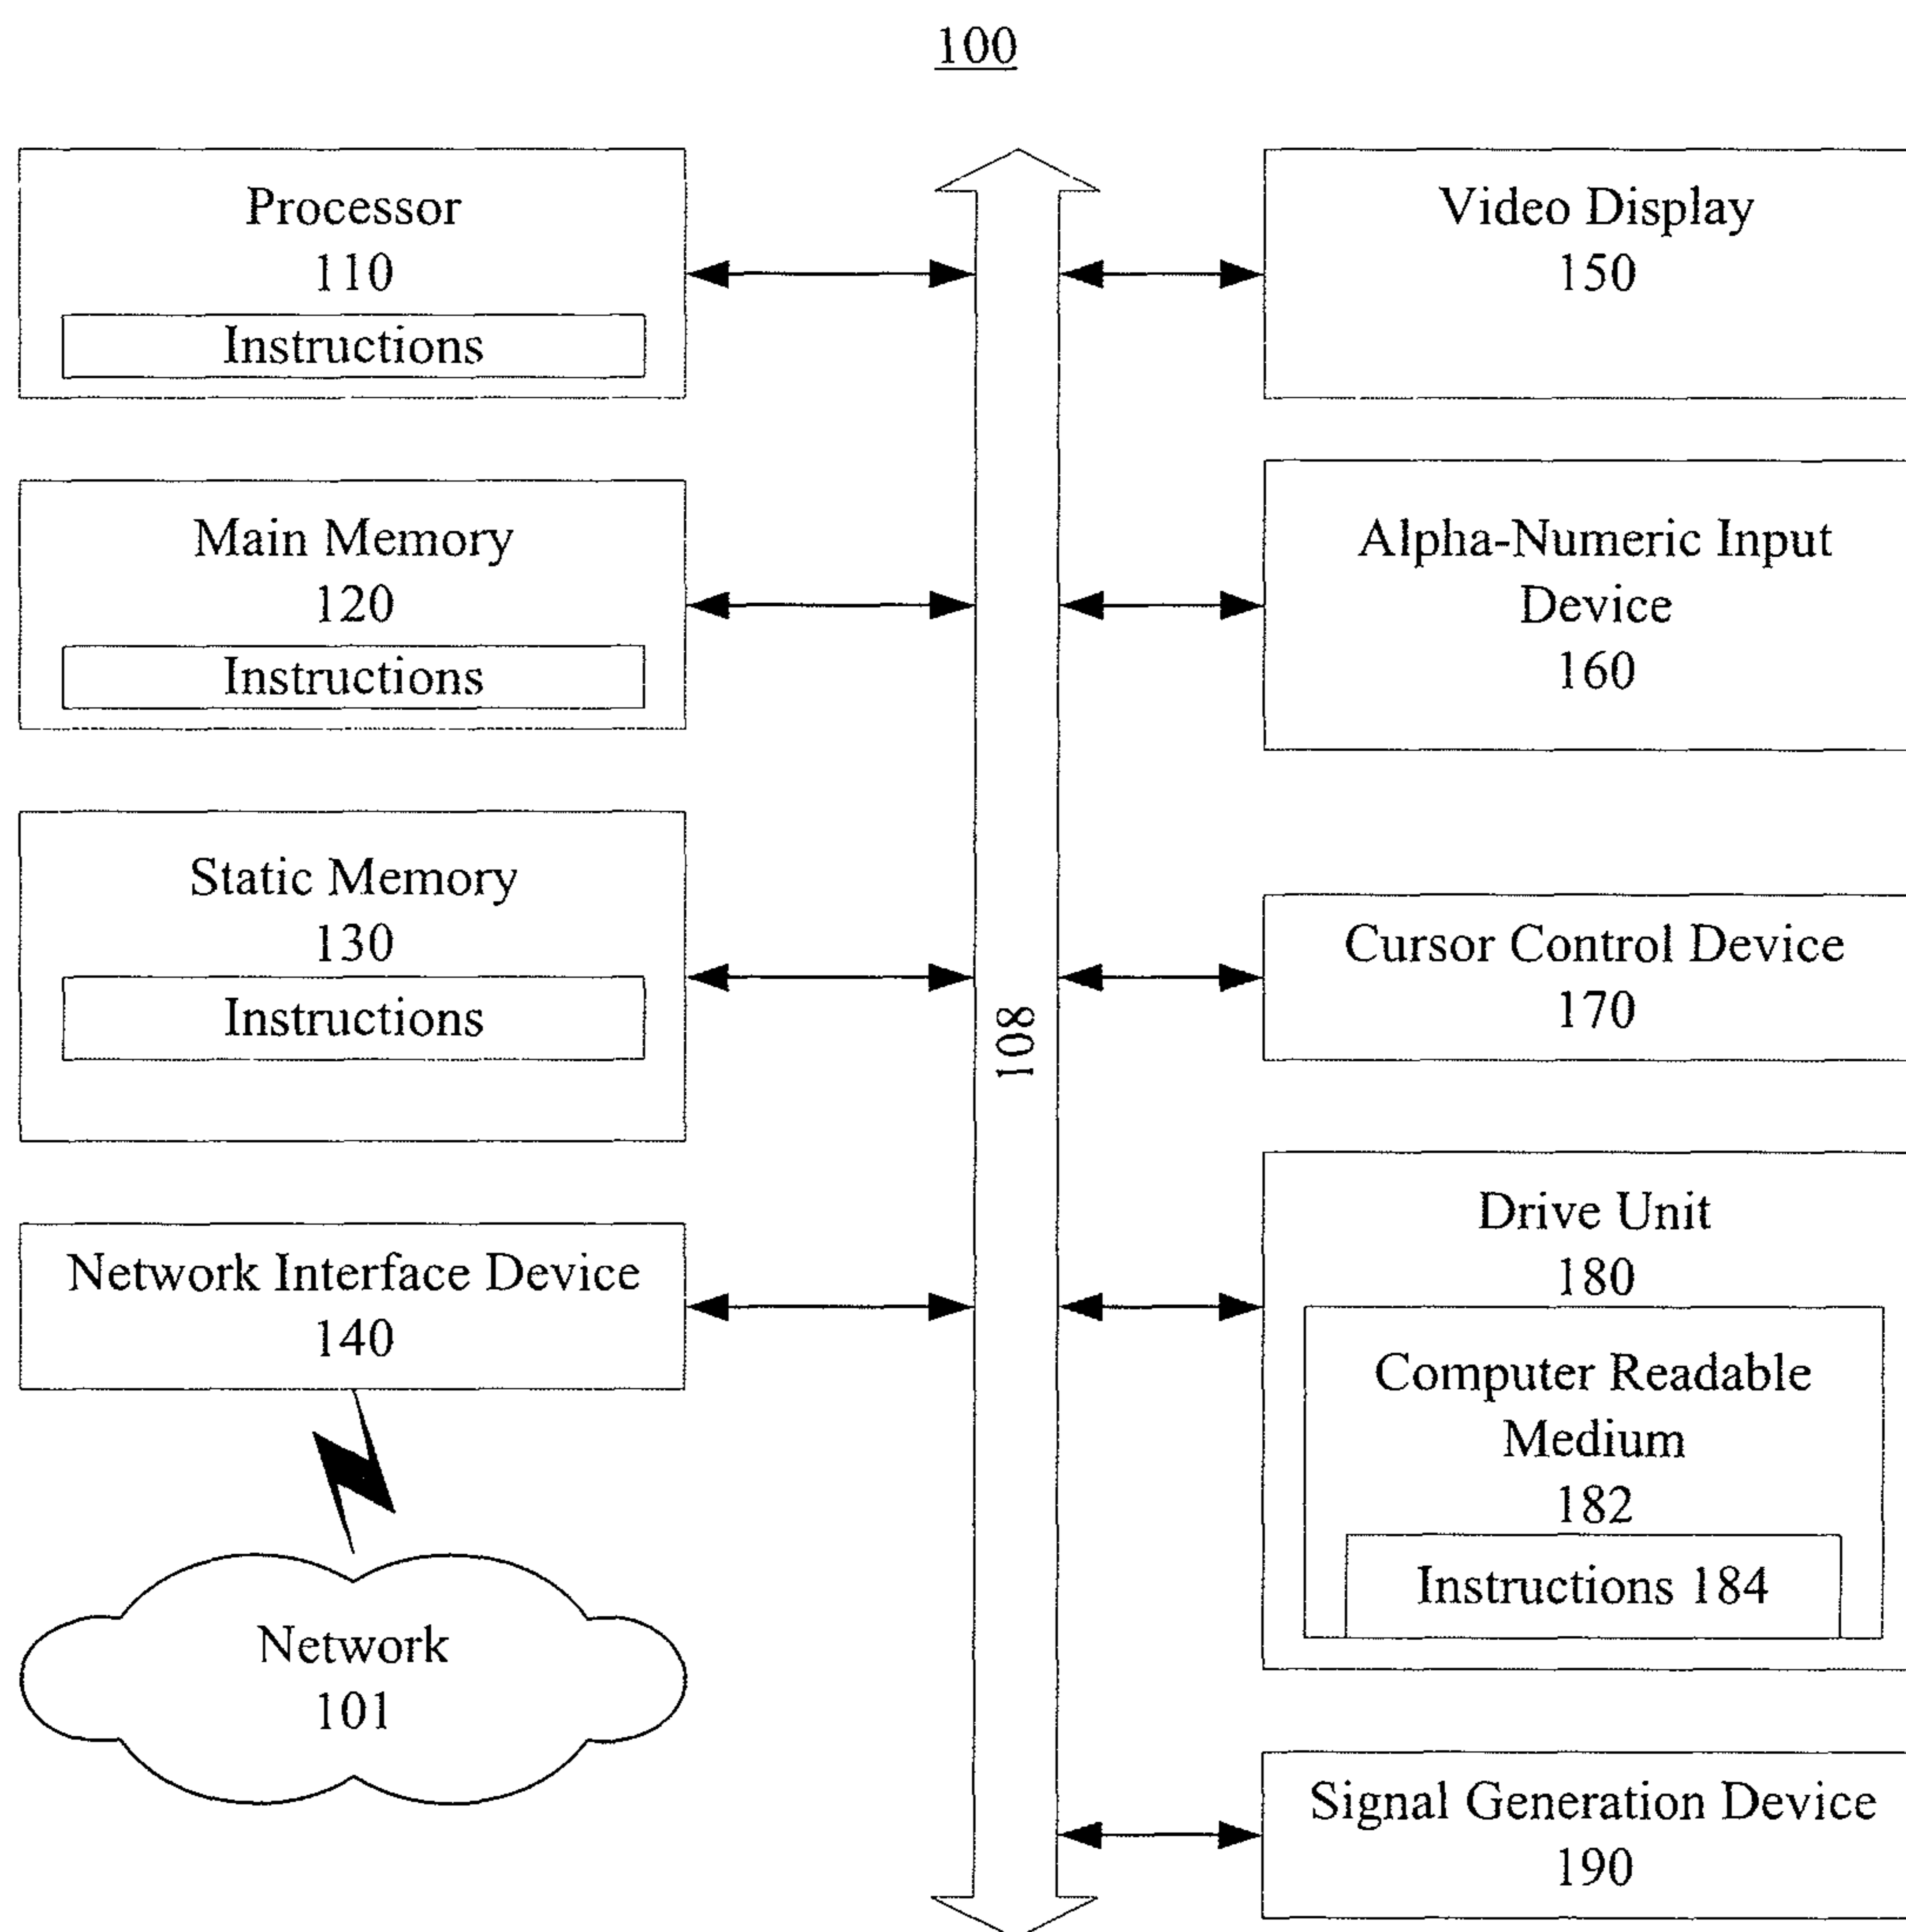 100
Processor
110
Instructions
Main Memory
120
Instructions
Static Memory
130
Instructions
Network Interface Device
140
Network
101
108
Video Display
150
Alpha-Numeric Input
Device
160
Cursor Control Device
170
Drive Unit
180
Computer Readable
Medium
182
Instructions 184
Signal Generation Device
190